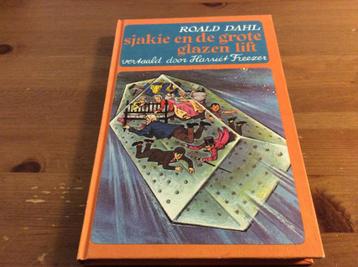 ROALD DAHL
sjakie en de grote
glazen lift
vertaald door Harriet Freezer